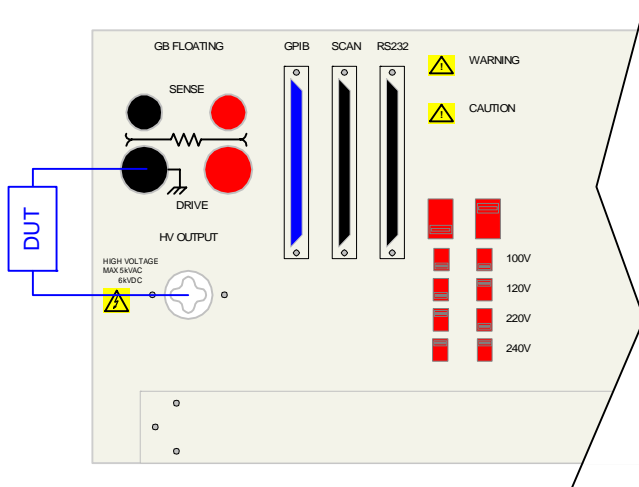 GB FLOATING
GPIB
SCAN
RS232
WARNING
SENSE
CAUTION
DRIVE
DUT
HV OUTPUT
HIGH VOLTAGE
MAX 5kVAC
6kVDC
100V
120V
220V
240V